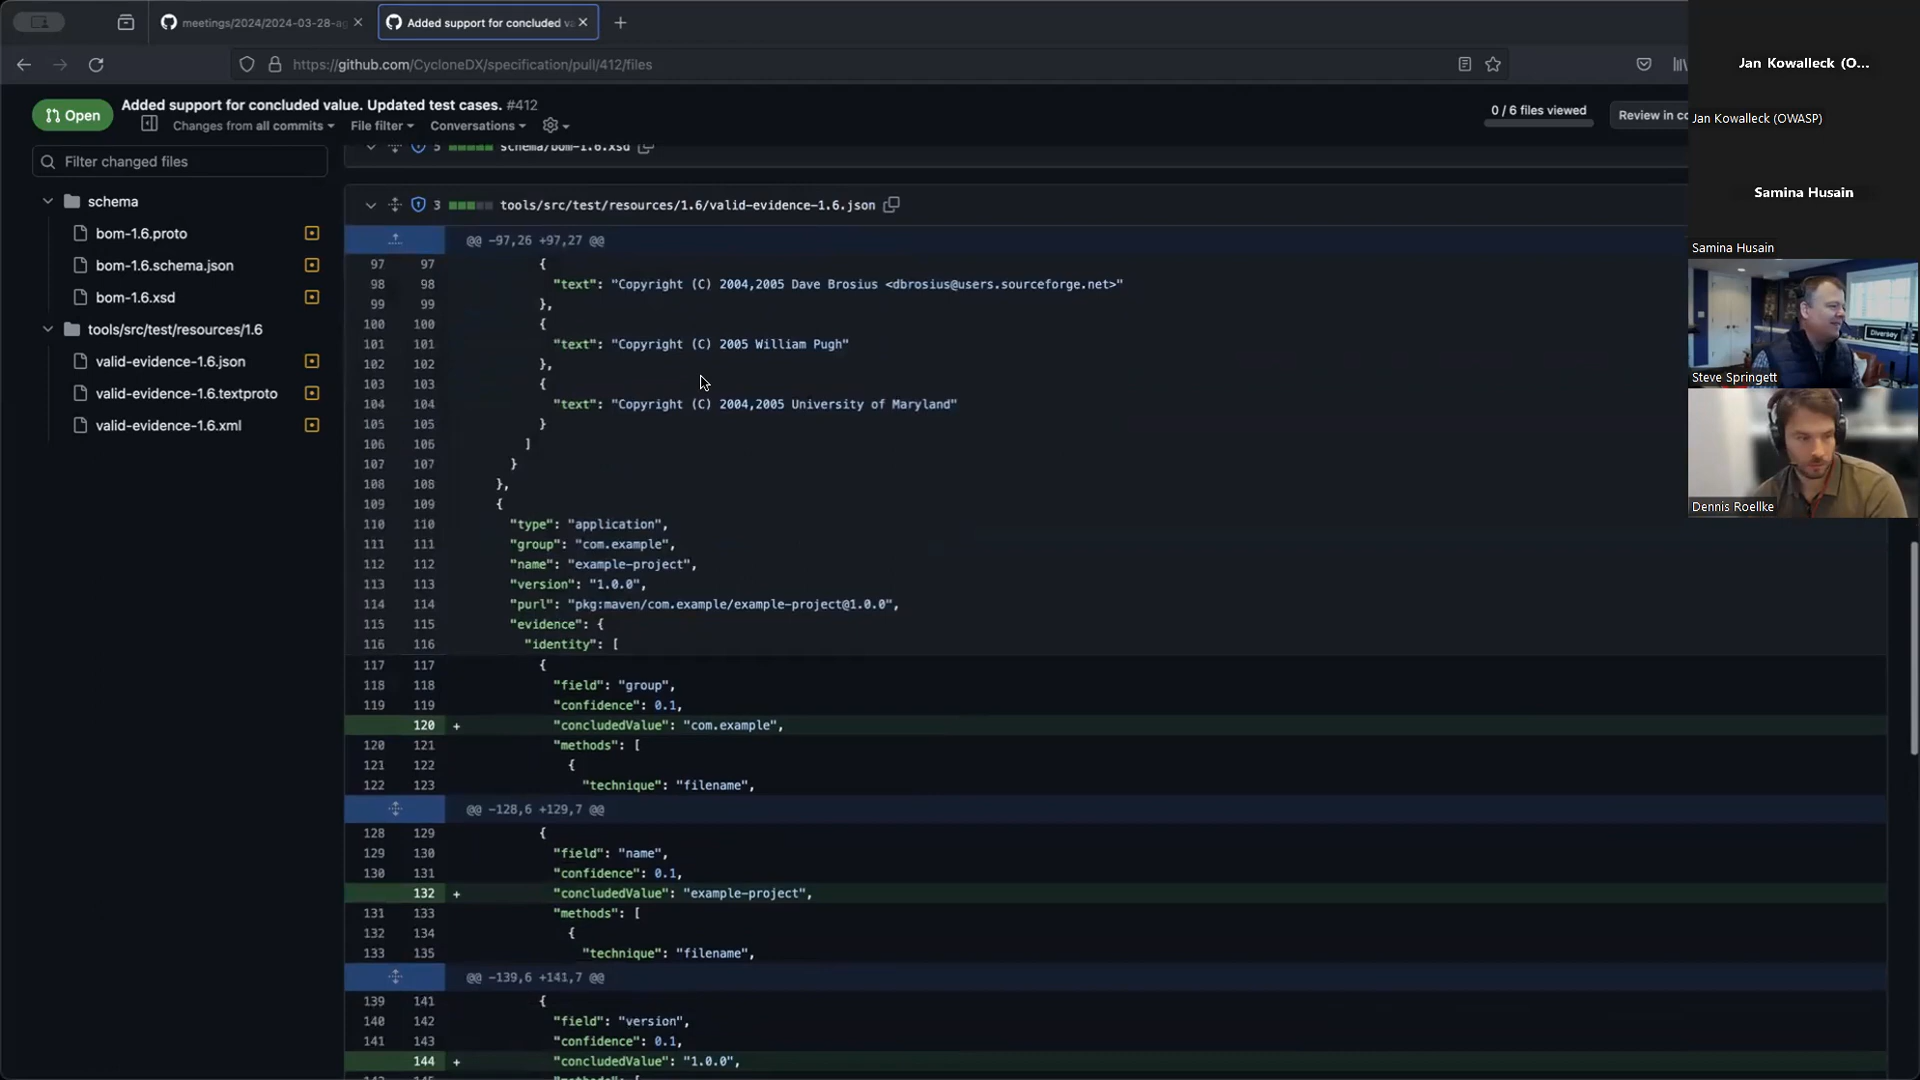 meetings/2024/2024-03-28-ag
Added support for concluded va
https://github.com/CycloneDX/specification/pull/412/files
Open
Added support for concluded value. Updated test cases. #412
Changes from all commits
File filter
Conversations
0 / 6 files viewed
Review in co
Filter changed files
schema
bom-1.6.proto
bom-1.6.schema.json
bom-1.6.xsd
tools/src/test/resources/1.6
valid-evidence-1.6.json
valid-evidence-1.6.textproto
valid-evidence-1.6.xml
5 schema/bom-1.6.xsd
3 tools/src/test/resources/1.6/valid-evidence-1.6.json
@@ -97,26 +97,27 @@
97 97 {
98 98 "text": "Copyright (C) 2004,2005 Dave Brosius <dbrosius@users.sourceforge.net>"
99 99 },
100 100 {
101 101 "text": "Copyright (C) 2005 William Pugh"
102 102 },
103 103 {
104 104 "text": "Copyright (C) 2004,2005 University of Maryland"
105 105 }
106 106 ]
107 107 }
108 108 },
109 109 {
110 110 "type": "application",
111 111 "group": "com.example",
112 112 "name": "example-project",
113 113 "version": "1.0.0",
114 114 "purl": "pkg:maven/com.example/example-project@1.0.0",
115 115 "evidence": {
116 116 "identity": [
117 117 {
118 118 "field": "group",
119 119 "confidence": 0.1,
120 + "concludedValue": "com.example",
120 121 "methods": [
121 122 {
122 123 "technique": "filename",
@@ -128,6 +129,7 @@
128 129 {
129 130 "field": "name",
130 131 "confidence": 0.1,
132 + "concludedValue": "example-project",
131 133 "methods": [
132 134 {
133 135 "technique": "filename",
@@ -139,6 +141,7 @@
139 141 {
140 142 "field": "version",
141 143 "confidence": 0.1,
144 + "concludedValue": "1.0.0",
Jan Kowalleck (O...
Jan Kowalleck (OWASP)
Samina Husain
Samina Husain
Diversey
Steve Springett
Dennis Roellke